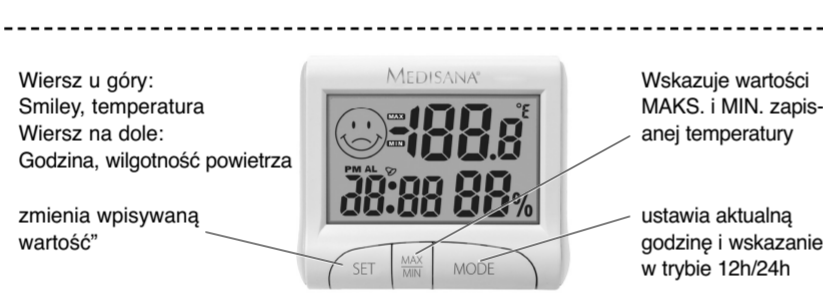 Wiersz u góry:
Smiley, temperatura
Wiersz na dole:
Godzina, wilgotność powietrza
zmienia wpisywaną
wartość”
MEDISANA®
MAX
MIN
-188.8 °F
PM AL
28:88 88%
SET
MAX
MIN
MODE
Wskazuje wartości
MAKS. i MIN. zapis-
anej temperatury
ustawia aktualną
godzinę i wskazanie
w trybie 12h/24h